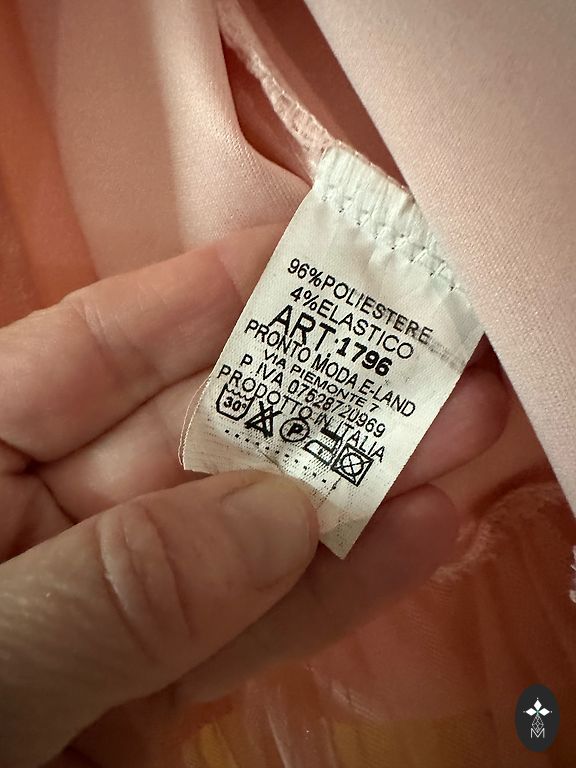 96%POLIESTERE
4%ELASTICO
ART.1796
PRONTO MODA E-LAND
VIA PIEMONTE 7
P.IVA 07628720969
PRODOTTO IN ITALIA
30° P
M